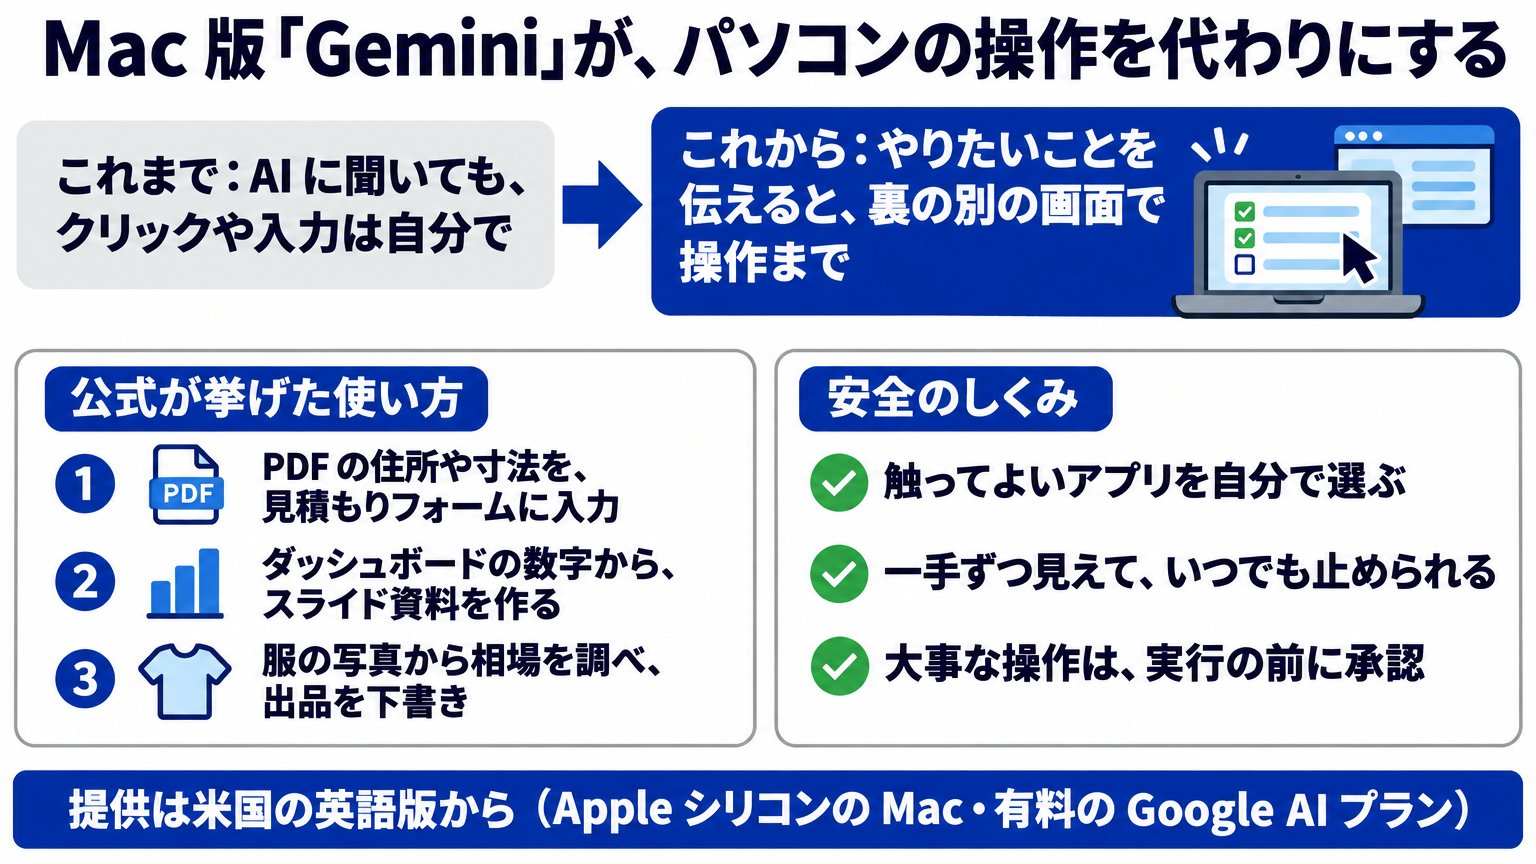 Mac 版「Gemini」が、パソコンの操作を代わりにする
これまで：AI に聞いても、
クリックや入力は自分で
これから：やりたいことを
伝えると、裏の別の画面で
操作まで
公式が挙げた使い方
1
PDF
PDF の住所や寸法を、
見積もりフォームに入力
2
ダッシュボードの数字から、
スライド資料を作る
3
服の写真から相場を調べ、
出品を下書き
安全のしくみ
触ってよいアプリを自分で選ぶ
一手ずつ見えて、いつでも止められる
大事な操作は、実行の前に承認
提供は米国の英語版から（Apple シリコンの Mac・有料の Google AI プラン）